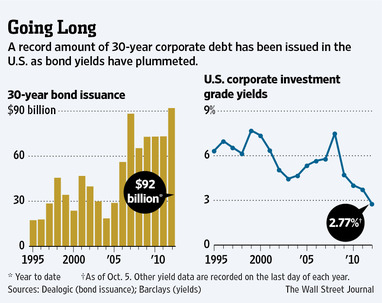 Going Long
A record amount of 30-year corporate debt has been issued in the
U.S. as bond yields have plummeted.
30-year bond issuance
$90 billion
60
30
0
1995
2000
'05
'10
$92
billion*
U.S. corporate investment
grade yields
9%
6
3
0
1995
2000
'05
'10
2.77%†
* Year to date †As of Oct. 5. Other yield data are recorded on the last day of each year.
Sources: Dealogic (bond issuance); Barclays (yields)
The Wall Street Journal